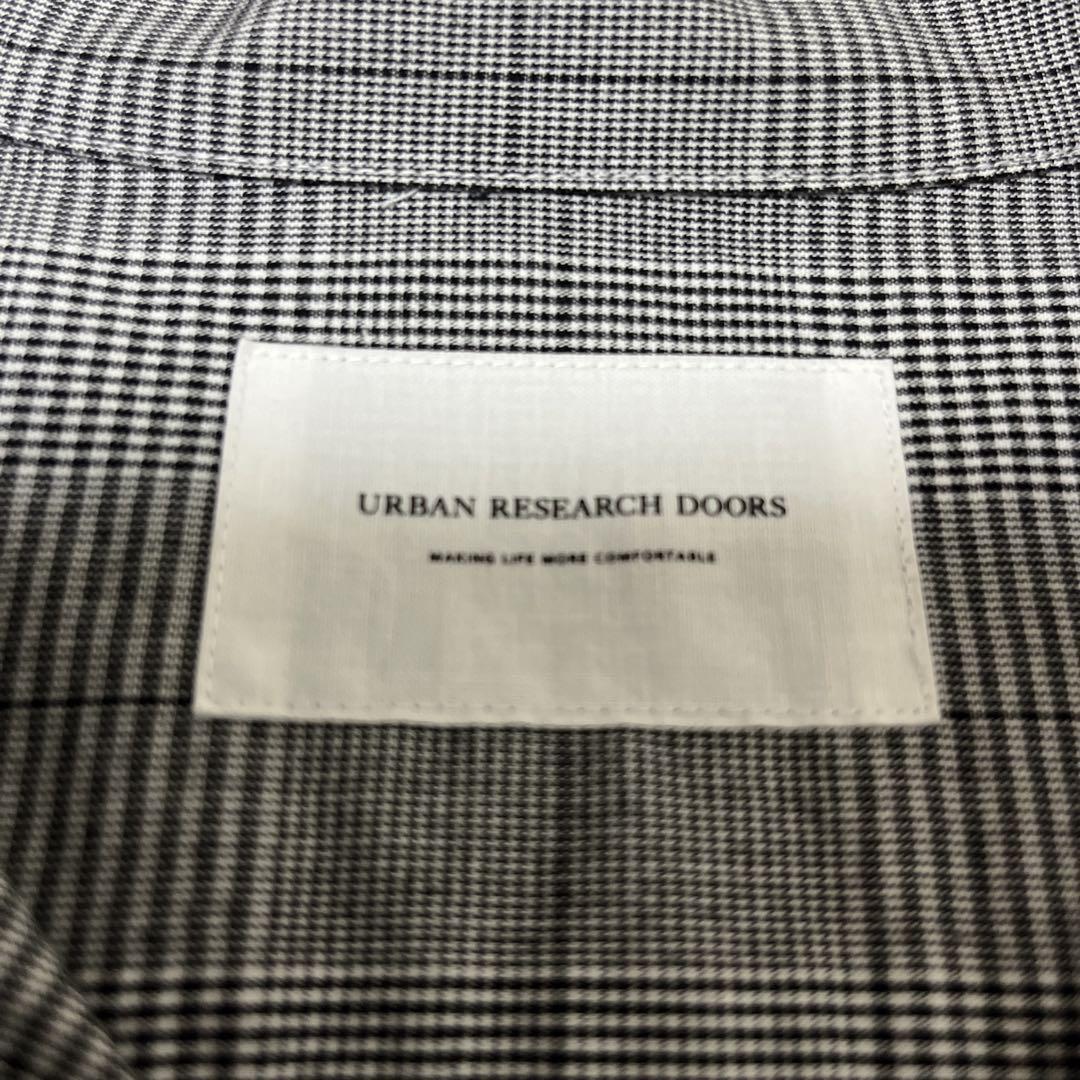 URBAN RESEARCH DOORS
MAKING LIFE MORE COMFORTABLE